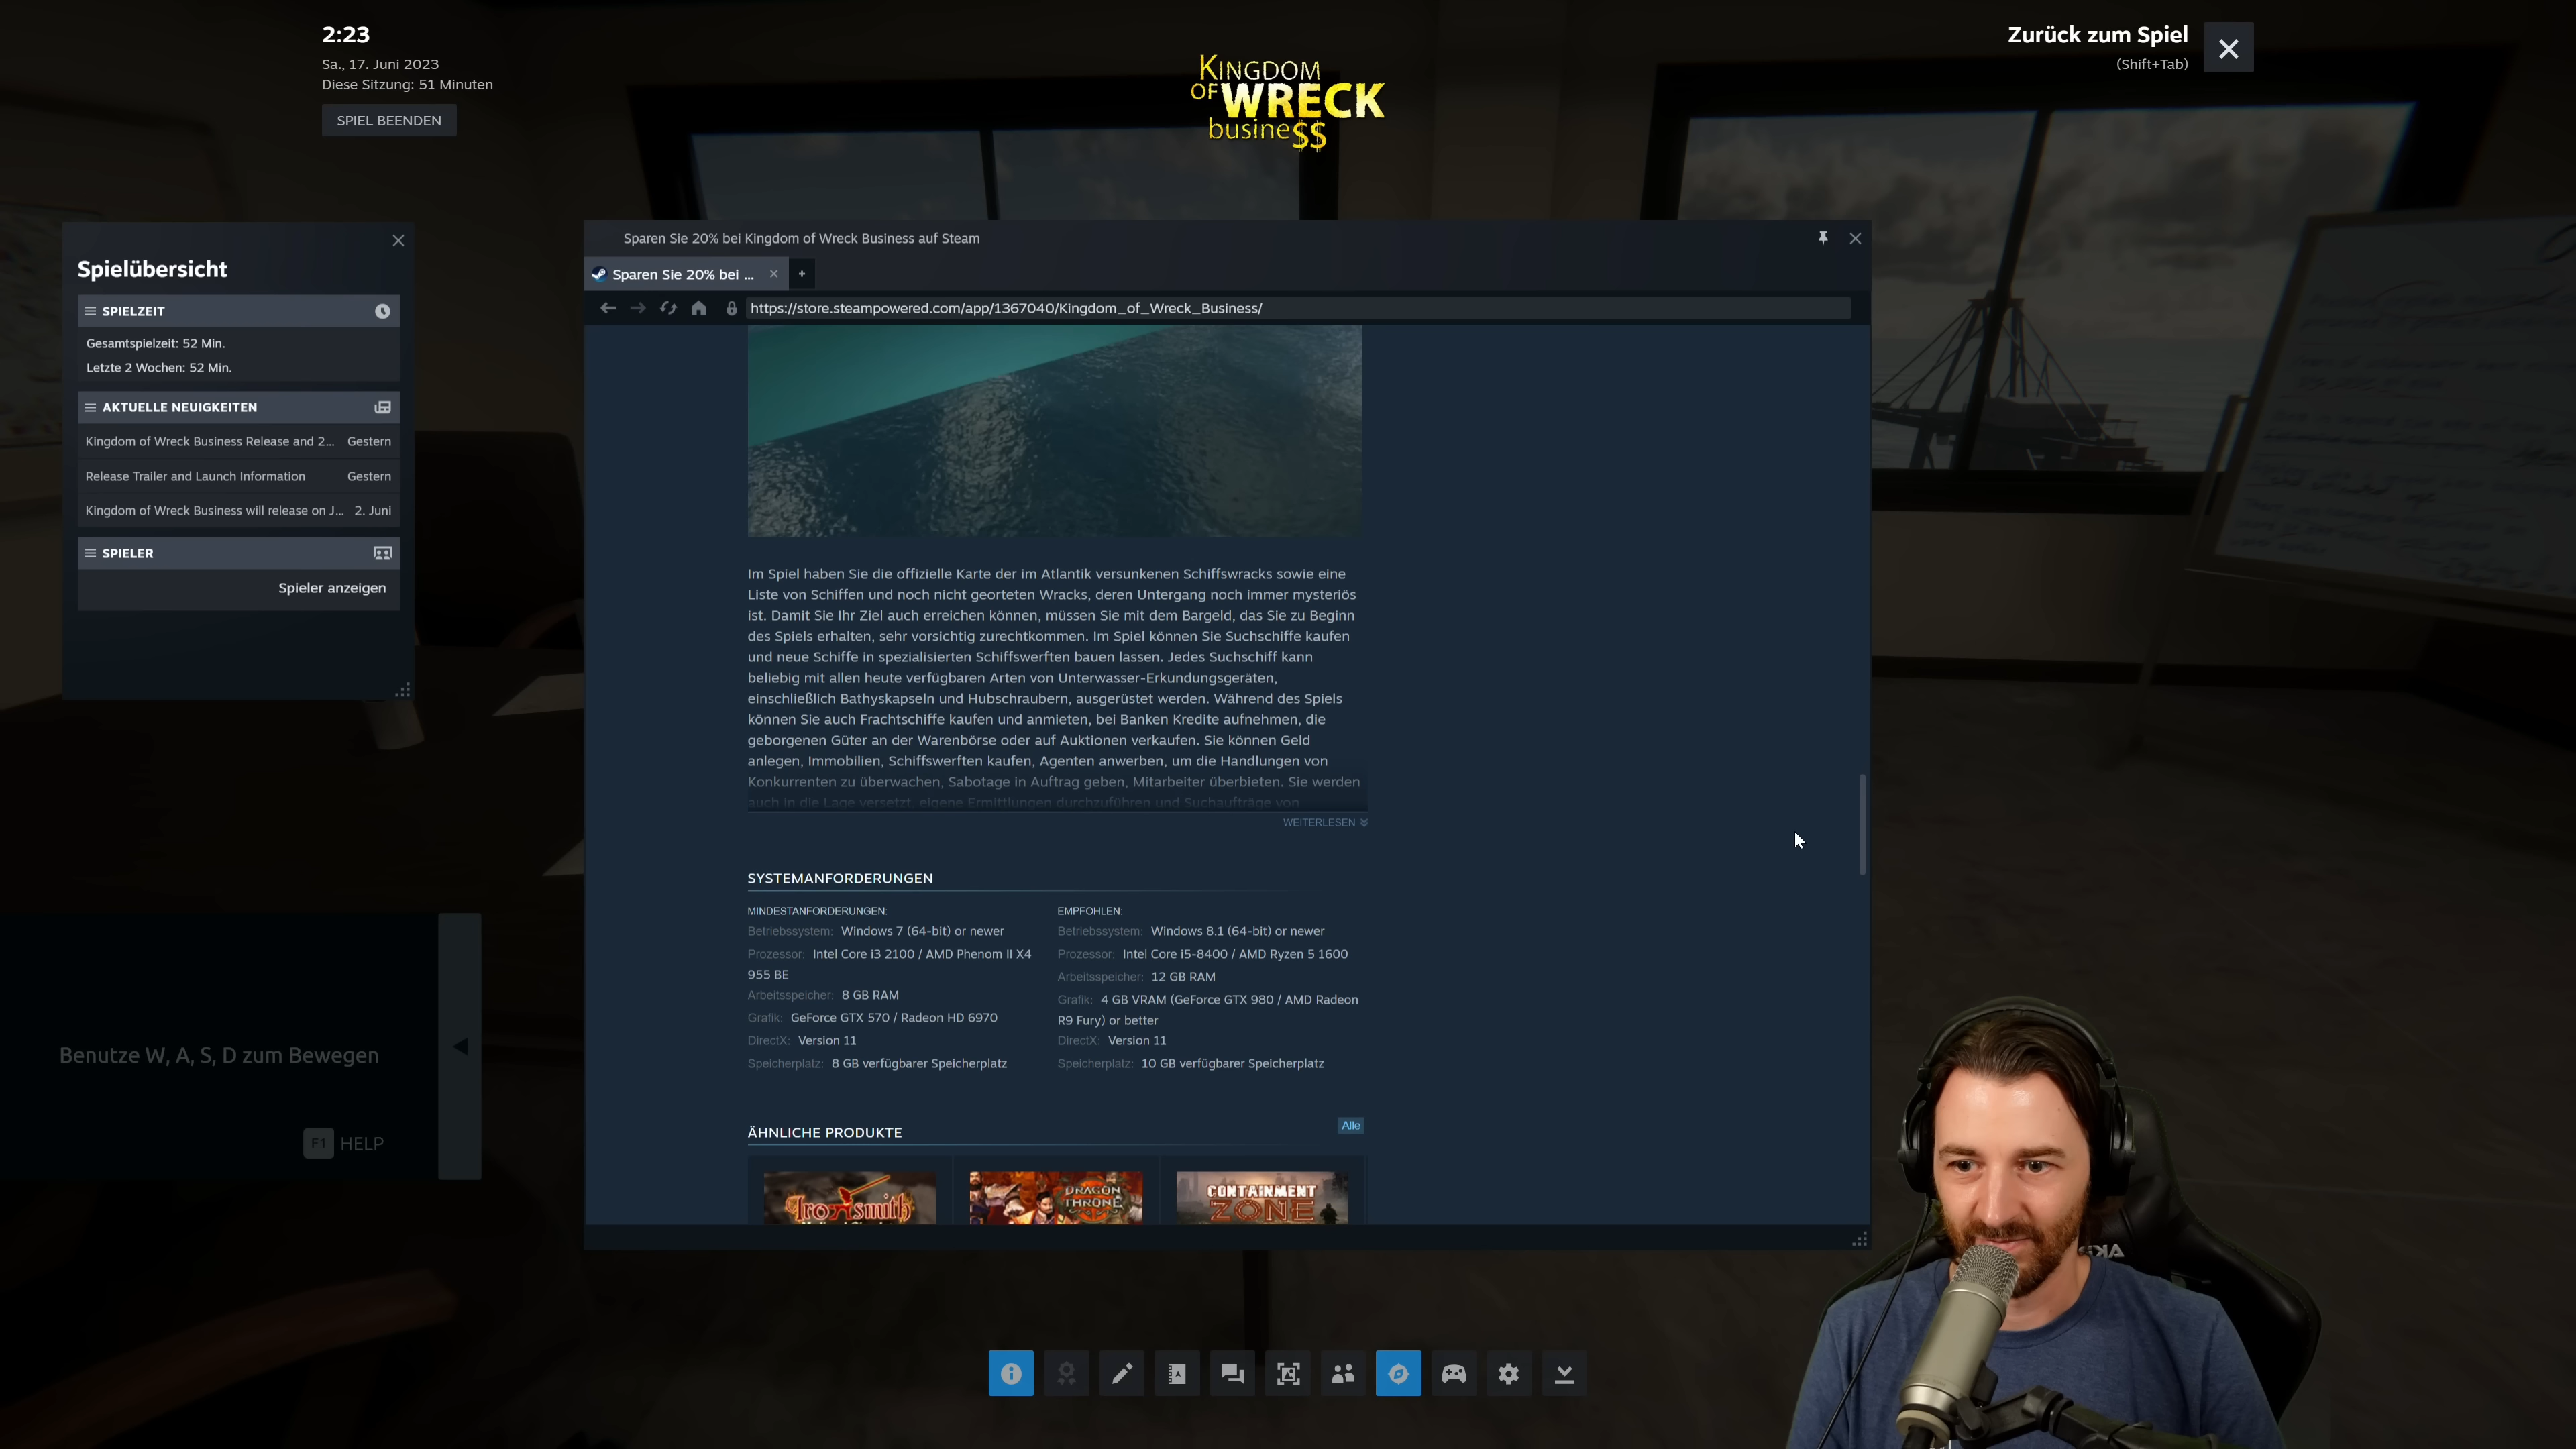 2:23
Sa., 17. Juni 2023
Diese Sitzung: 51 Minuten
SPIEL BEENDEN
KINGDOM
OF WRECK
busine$$
Zurück zum Spiel
(Shift+Tab)
Spielübersicht
SPIELZEIT
Gesamtspielzeit: 52 Min.
Letzte 2 Wochen: 52 Min.
AKTUELLE NEUIGKEITEN
Kingdom of Wreck Business Release and 2... Gestern
Release Trailer and Launch Information Gestern
Kingdom of Wreck Business will release on J... 2. Juni
SPIELER
Spieler anzeigen
Benutze W, A, S, D zum Bewegen
F1 HELP
Sparen Sie 20% bei Kingdom of Wreck Business auf Steam
Sparen Sie 20% bei ...
https://store.steampowered.com/app/1367040/Kingdom_of_Wreck_Business/
Im Spiel haben Sie die offizielle Karte der im Atlantik versunkenen Schiffswracks sowie eine
Liste von Schiffen und noch nicht georteten Wracks, deren Untergang noch immer mysteriös
ist. Damit Sie Ihr Ziel auch erreichen können, müssen Sie mit dem Bargeld, das Sie zu Beginn
des Spiels erhalten, sehr vorsichtig zurechtkommen. Im Spiel können Sie Suchschiffe kaufen
und neue Schiffe in spezialisierten Schiffswerften bauen lassen. Jedes Suchschiff kann
beliebig mit allen heute verfügbaren Arten von Unterwasser-Erkundungsgeräten,
einschließlich Bathyskapseln und Hubschraubern, ausgerüstet werden. Während des Spiels
können Sie auch Frachtschiffe kaufen und anmieten, bei Banken Kredite aufnehmen, die
geborgenen Güter an der Warenbörse oder auf Auktionen verkaufen. Sie können Geld
anlegen, Immobilien, Schiffswerften kaufen, Agenten anwerben, um die Handlungen von
Konkurrenten zu überwachen, Sabotage in Auftrag geben, Mitarbeiter überbieten. Sie werden
auch in die Lage versetzt, eigene Ermittlungen durchzuführen und Suchaufträge von
WEITERLESEN
SYSTEMANFORDERUNGEN
MINDESTANFORDERUNGEN:
Betriebssystem: Windows 7 (64-bit) or newer
Prozessor: Intel Core i3 2100 / AMD Phenom II X4
955 BE
Arbeitsspeicher: 8 GB RAM
Grafik: GeForce GTX 570 / Radeon HD 6970
DirectX: Version 11
Speicherplatz: 8 GB verfügbarer Speicherplatz
EMPFOHLEN:
Betriebssystem: Windows 8.1 (64-bit) or newer
Prozessor: Intel Core i5-8400 / AMD Ryzen 5 1600
Arbeitsspeicher: 12 GB RAM
Grafik: 4 GB VRAM (GeForce GTX 980 / AMD Radeon
R9 Fury) or better
DirectX: Version 11
Speicherplatz: 10 GB verfügbarer Speicherplatz
ÄHNLICHE PRODUKTE
Alle
Ironsmith
DRAGON
THRONE
CONTAINMENT
ZONE